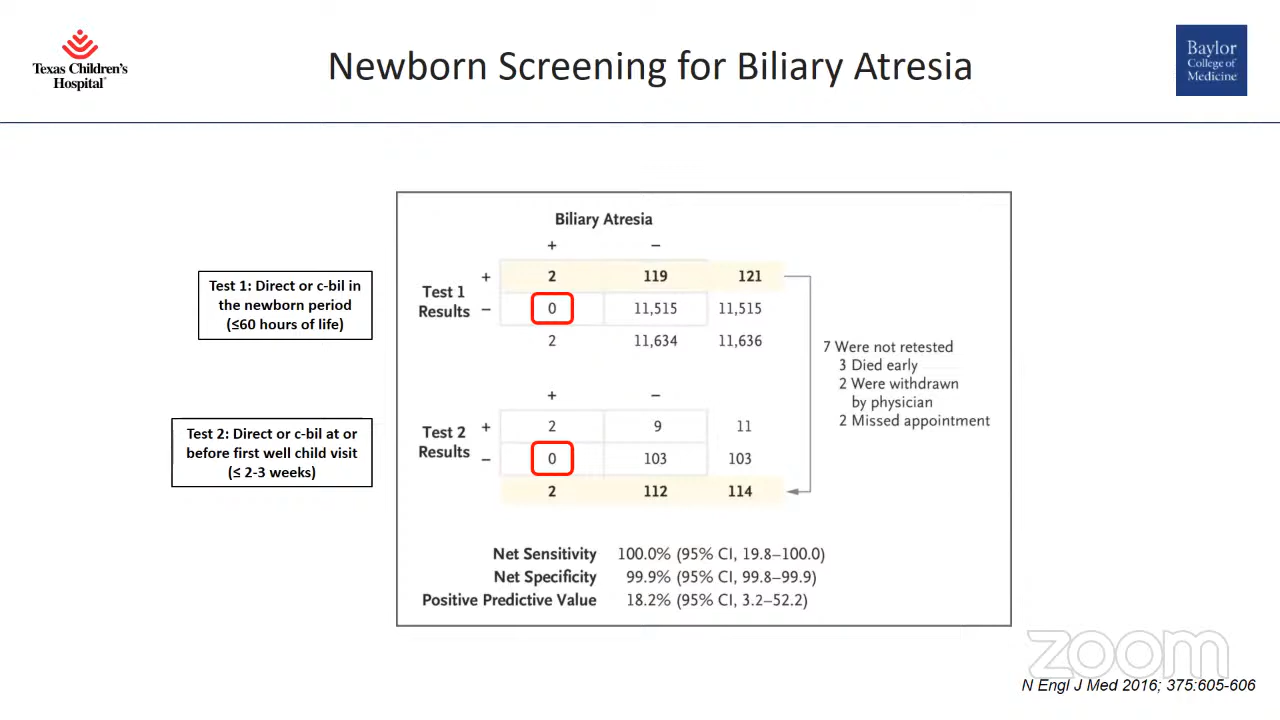 Texas Children's
Hospital
Newborn Screening for Biliary Atresia
Baylor
College of
Medicine
Test 1: Direct or c-bil in
the newborn period
(≤60 hours of life)
Test 2: Direct or c-bil at or
before first well child visit
(≤ 2-3 weeks)
Biliary Atresia
+ −
Test 1
Results
+ 2 119 121
− 0 11,515 11,515
2 11,634 11,636
7 Were not retested
3 Died early
2 Were withdrawn
by physician
2 Missed appointment
+ −
Test 2
Results
+ 2 9 11
− 0 103 103
2 112 114
Net Sensitivity 100.0% (95% CI, 19.8–100.0)
Net Specificity 99.9% (95% CI, 99.8–99.9)
Positive Predictive Value 18.2% (95% CI, 3.2–52.2)
zoom
N Engl J Med 2016; 375:605-606